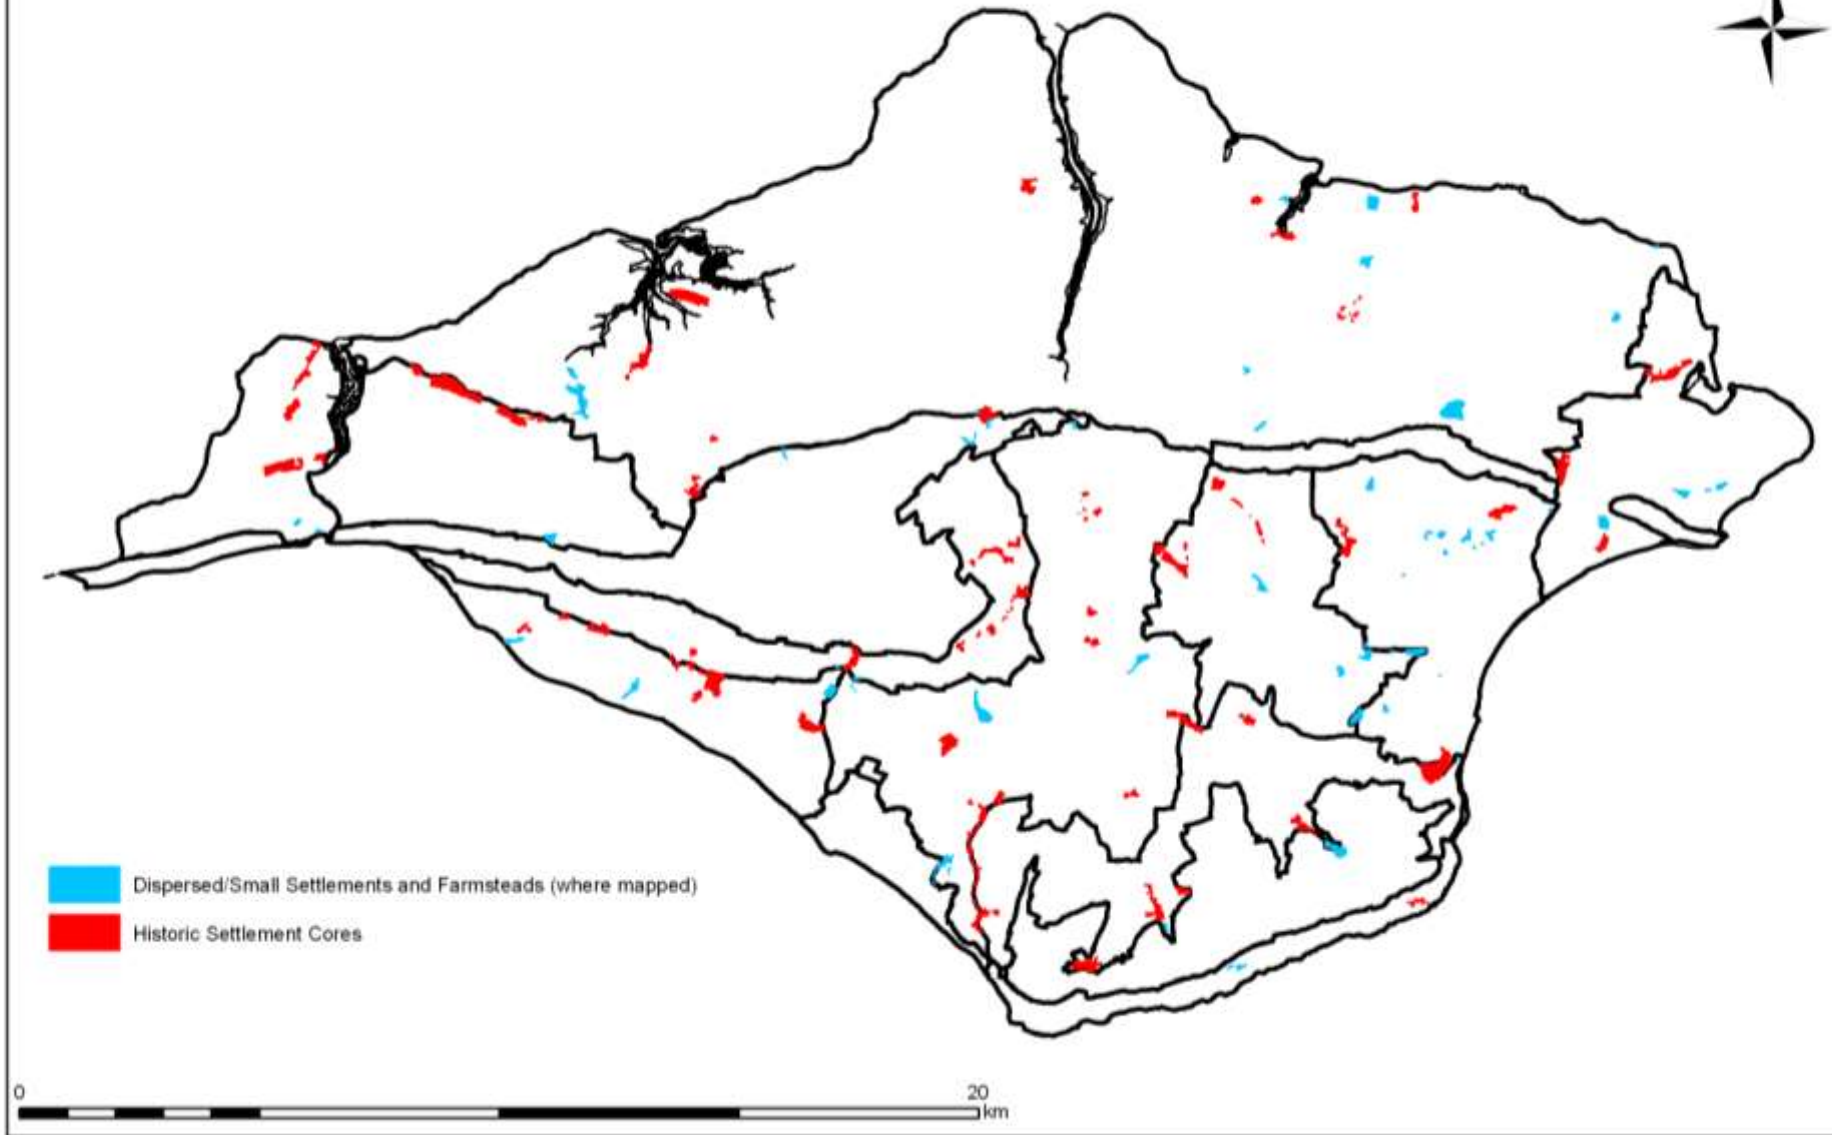 Dispersed/Small Settlements and Farmsteads (where mapped)
Historic Settlement Cores
0 20
km